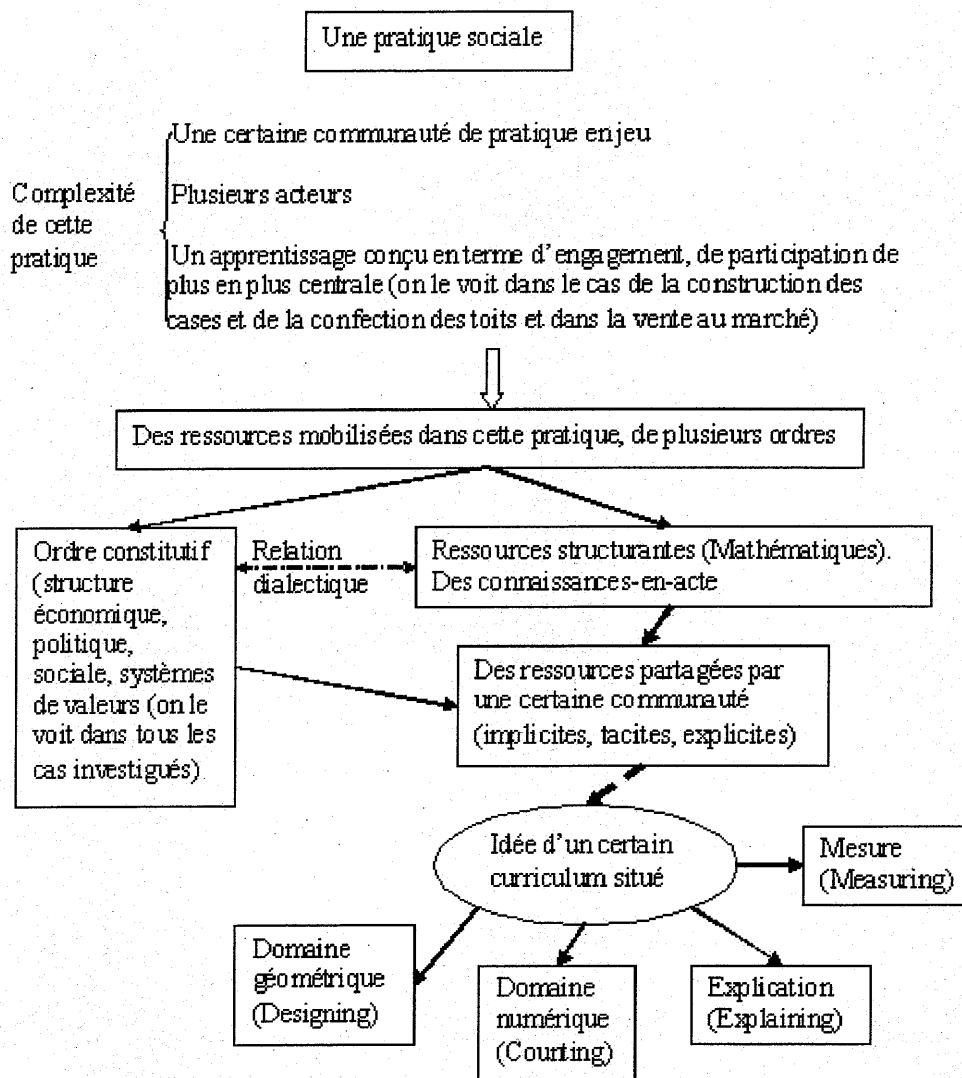 Une pratique sociale
Une certaine communauté de pratique en jeu
Complexité
de cette
pratique
Plusieurs acteurs
Un apprentissage conçu en terme d'engagement, de participation de
plus en plus centrale (on le voit dans le cas de la construction des
cases et de la confection des toits et dans la vente au marché)
Des ressources mobilisées dans cette pratique, de plusieurs ordres
Ordre constitutif
(structure
économique,
politique,
sociale, systèmes
de valeurs (on le
voit dans tous les
cas investigués)
Relation
dialectique
Ressources structurantes (Mathématiques).
Des connaissances-en-acte
Des ressources partagées par
une certaine communauté
(implicites, tacites, explicites)
Idée d'un certain
curriculum situé
Mesure
(Measuring)
Domaine
géométrique
(Designing)
Domaine
numérique
(Counting)
Explication
(Explaining)